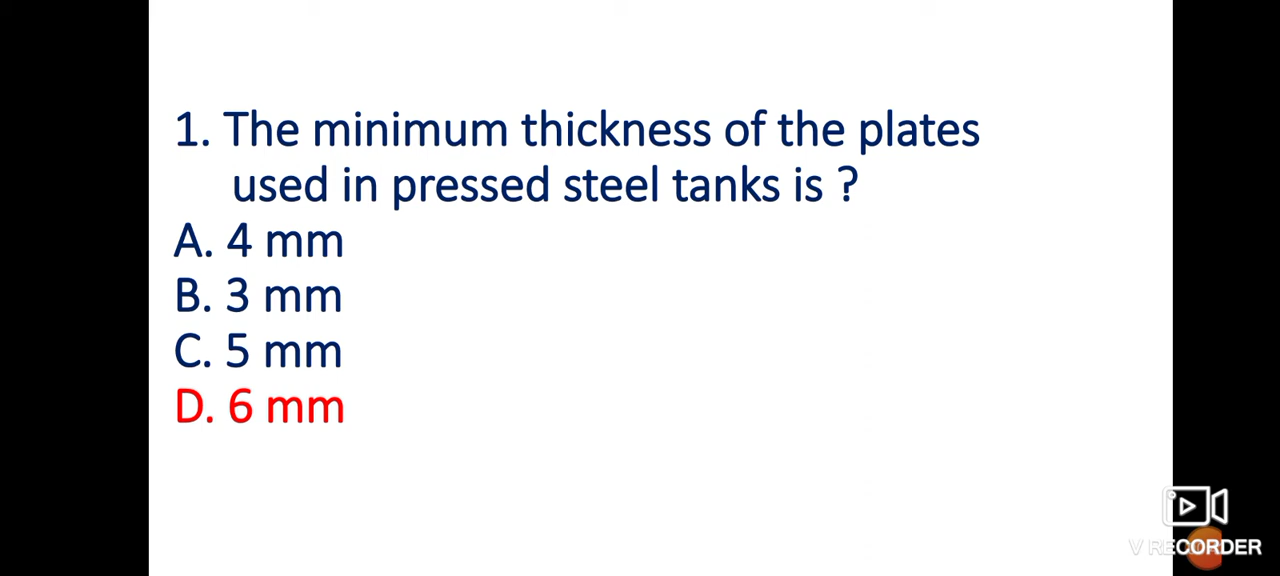 1. The minimum thickness of the plates
used in pressed steel tanks is ?
A. 4 mm
B. 3 mm
C. 5 mm
D. 6 mm
V RECORDER